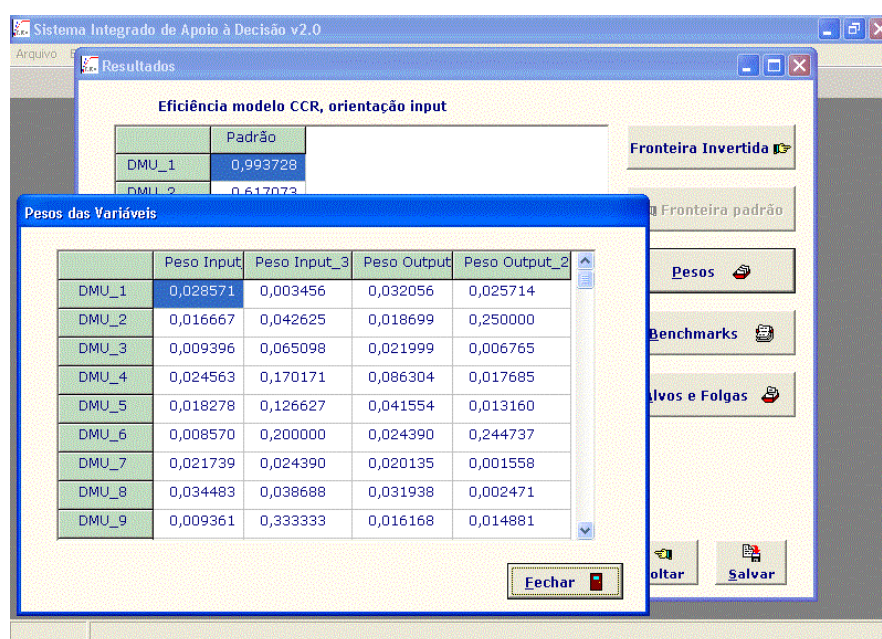 Sistema Integrado de Apoio à Decisão v2.0
Arquivo
Resultados
Eficiência modelo CCR, orientação input
Padrão
DMU_1 0,993728
DMU_2 0,617073
Fronteira Invertida
Fronteira padrão
Pesos
Benchmarks
lvos e Folgas
oltar
Salvar
Pesos das Variáveis
Peso Input Peso Input_3 Peso Output Peso Output_2
DMU_1 0,028571 0,003456 0,032056 0,025714
DMU_2 0,016667 0,042625 0,018699 0,250000
DMU_3 0,009396 0,065098 0,021999 0,006765
DMU_4 0,024563 0,170171 0,086304 0,017685
DMU_5 0,018278 0,126627 0,041554 0,013160
DMU_6 0,008570 0,200000 0,024390 0,244737
DMU_7 0,021739 0,024390 0,020135 0,001558
DMU_8 0,034483 0,038688 0,031938 0,002471
DMU_9 0,009361 0,333333 0,016168 0,014881
Fechar